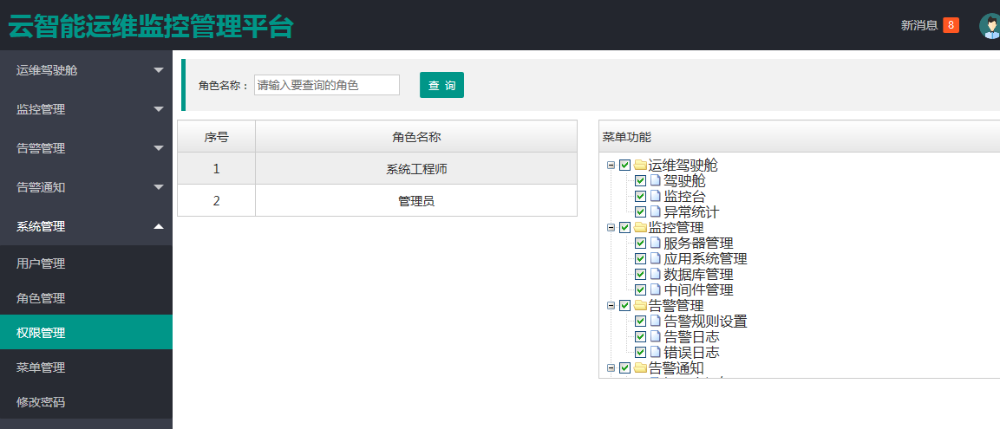 云智能运维监控管理平台
新消息 8
运维驾驶舱
监控管理
告警管理
告警通知
系统管理
用户管理
角色管理
权限管理
菜单管理
修改密码
角色名称： 请输入要查询的角色 查 询
序号 角色名称
1 系统工程师
2 管理员
菜单功能
运维驾驶舱
驾驶舱
监控台
异常统计
监控管理
服务器管理
应用系统管理
数据库管理
中间件管理
告警管理
告警规则设置
告警日志
错误日志
告警通知